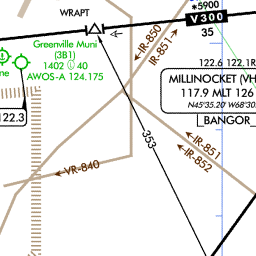 WRAPT
*5900
V300
35
Greenville Muni
(3B1)
1402 40
AWOS-A 124.175
IR-850
IR-851
122.6 122.1R
MILLINOCKET (VH
117.9 MLT 126
N45°35.20 W68°30
BANGOR
122.3
353
IR-851
IR-852
VR-840